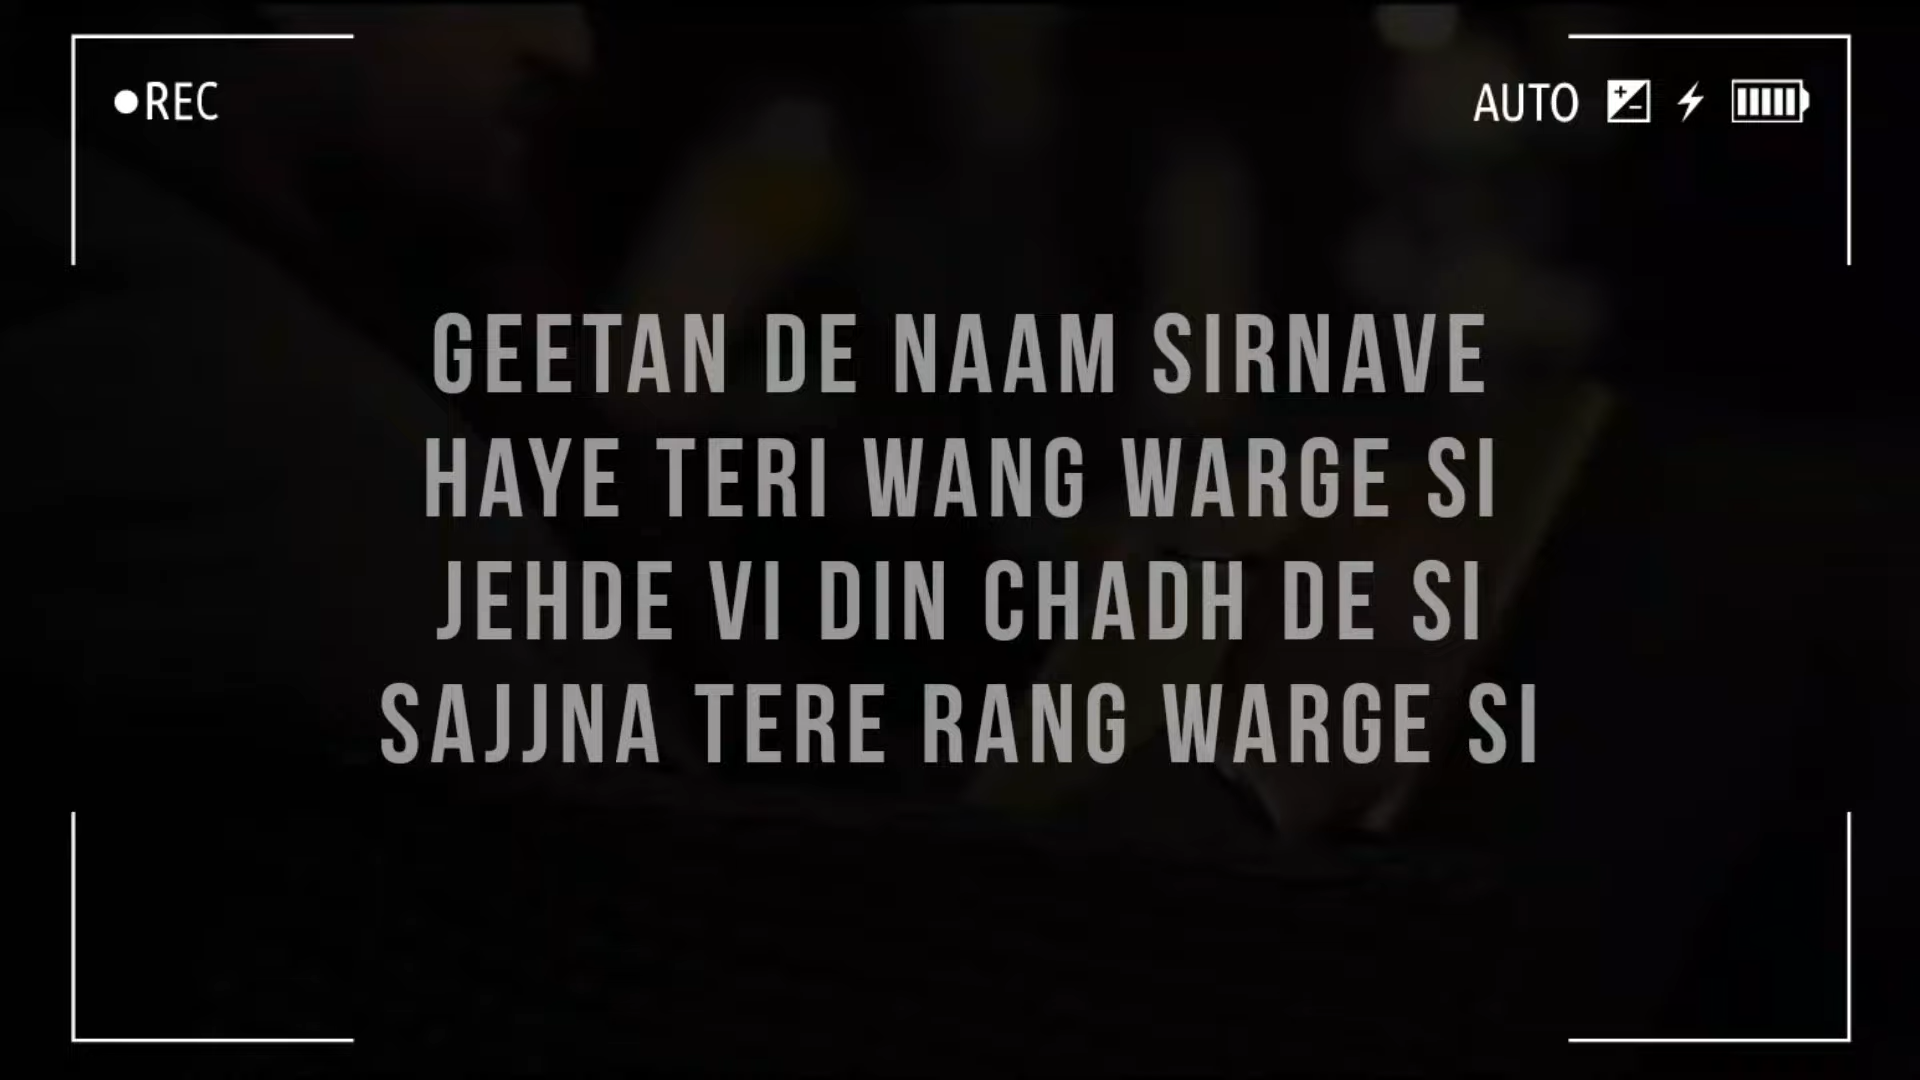 ●REC
AUTO
GEETAN DE NAAM SIRNAVE
HAYE TERI WANG WARGE SI
JEHDE VI DIN CHADH DE SI
SAJJNA TERE RANG WARGE SI